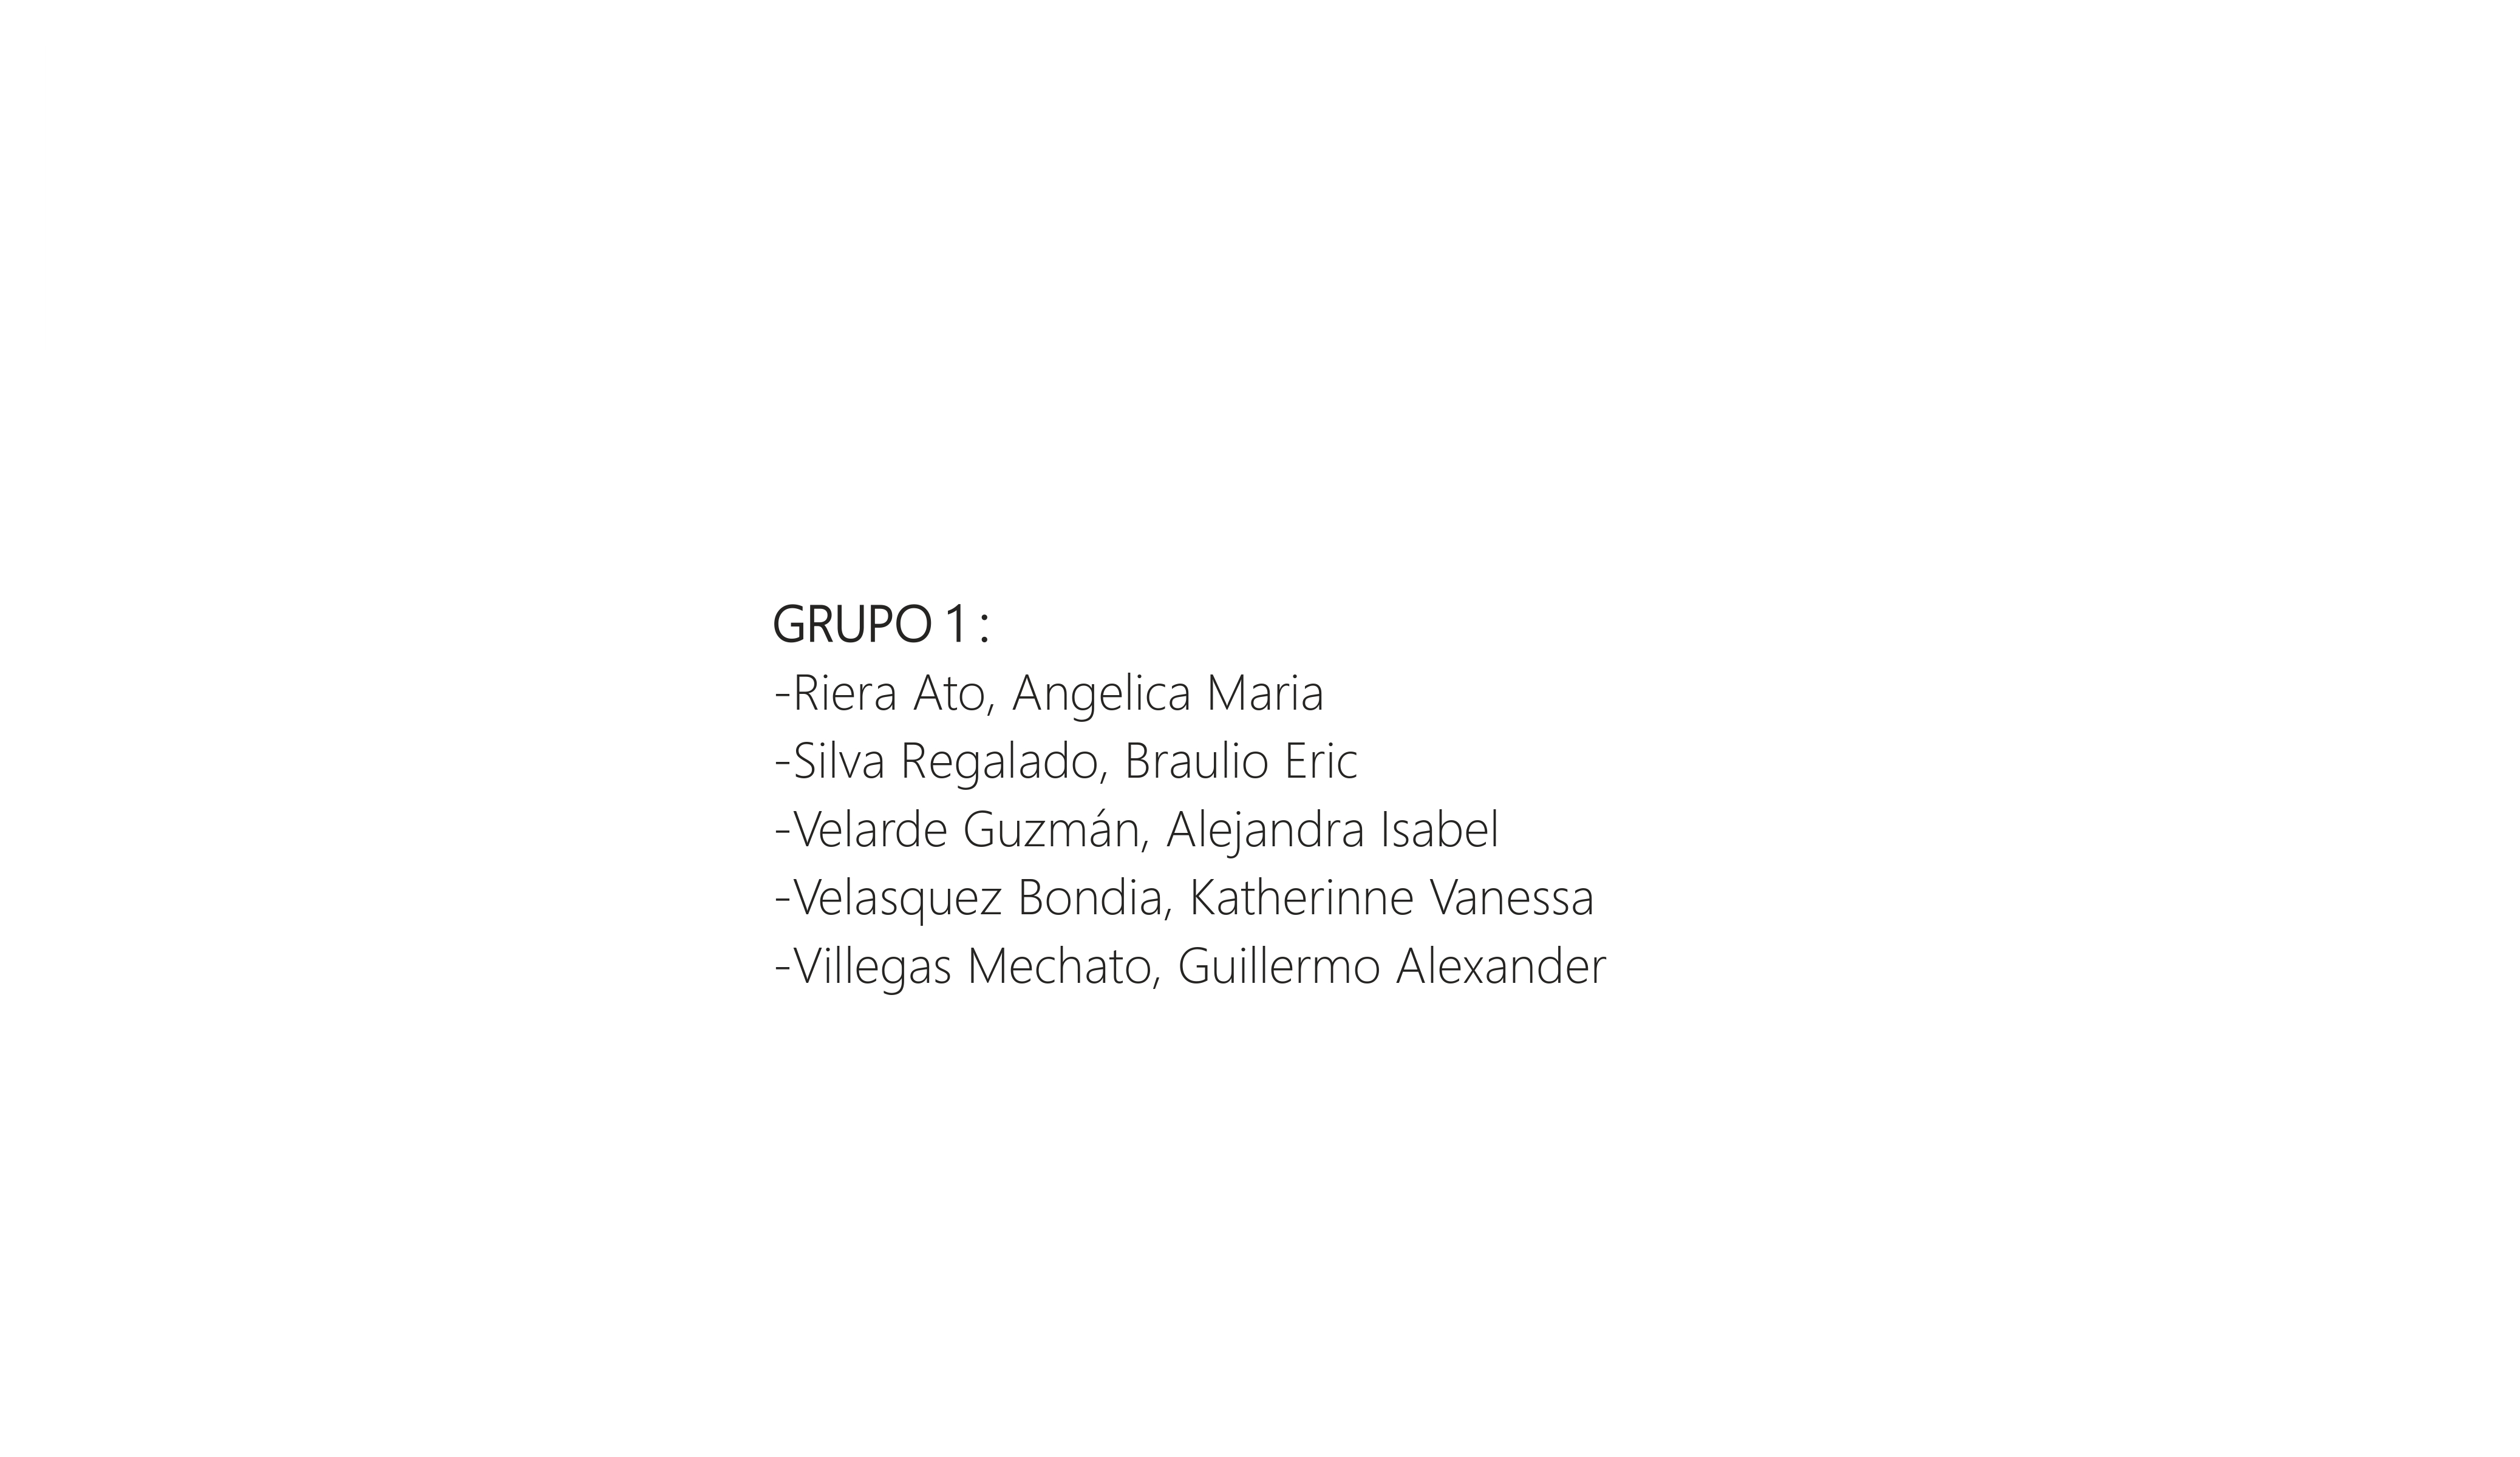 GRUPO 1 :
-Riera Ato, Angelica Maria
-Silva Regalado, Braulio Eric
-Velarde Guzmán, Alejandra Isabel
-Velasquez Bondia, Katherinne Vanessa
-Villegas Mechato, Guillermo Alexander